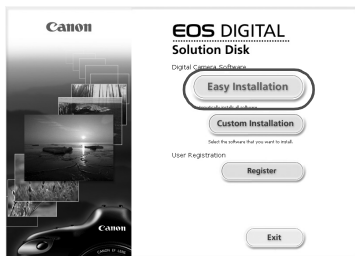 Canon
EOS DIGITAL
Solution Disk
Digital Camera Software
Easy Installation
Custom Installation
Select the software that you want to install.
User Registration
Register
Canon
Exit